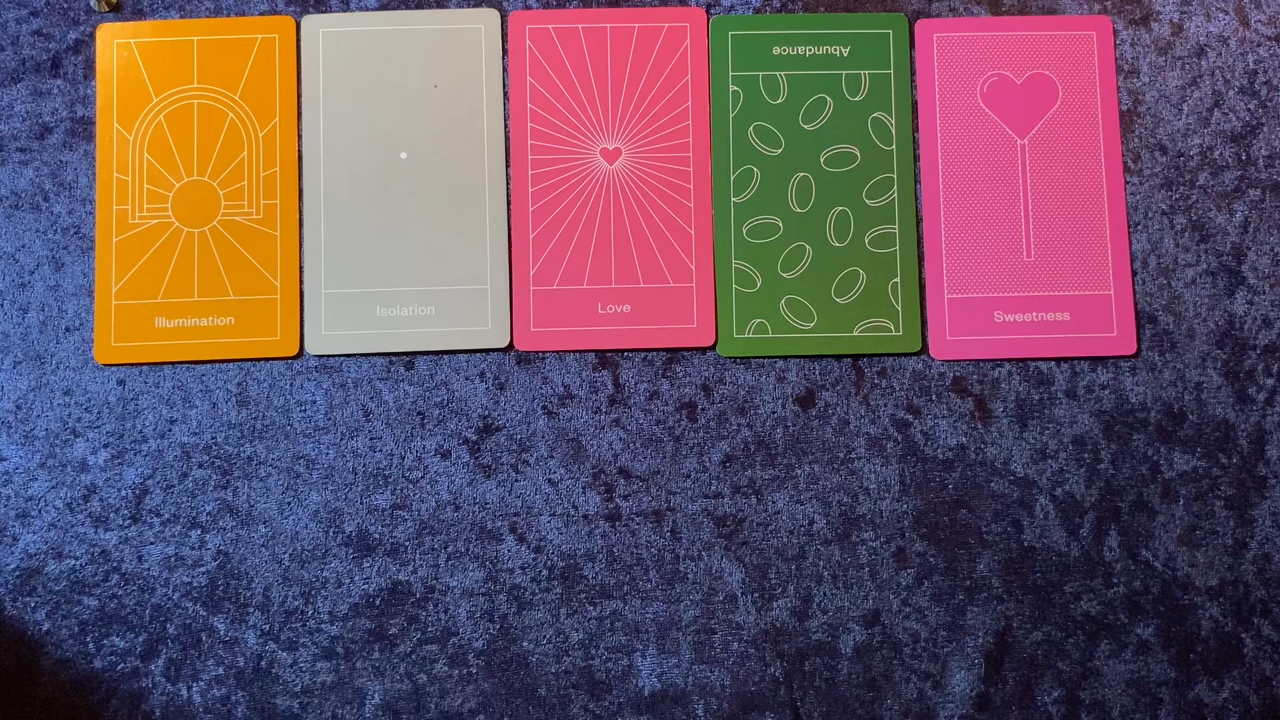 Illumination
Isolation
Love
Abundance
Sweetness